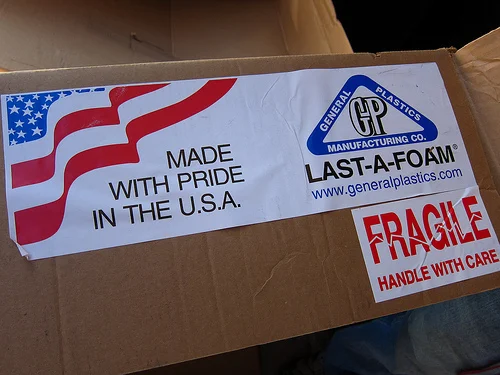 MADE
WITH PRIDE
IN THE U.S.A.
GENERAL PLASTICS
GP
MANUFACTURING CO.
LAST-A-FOAM®
www.generalplastics.com
FRAGILE
HANDLE WITH CARE